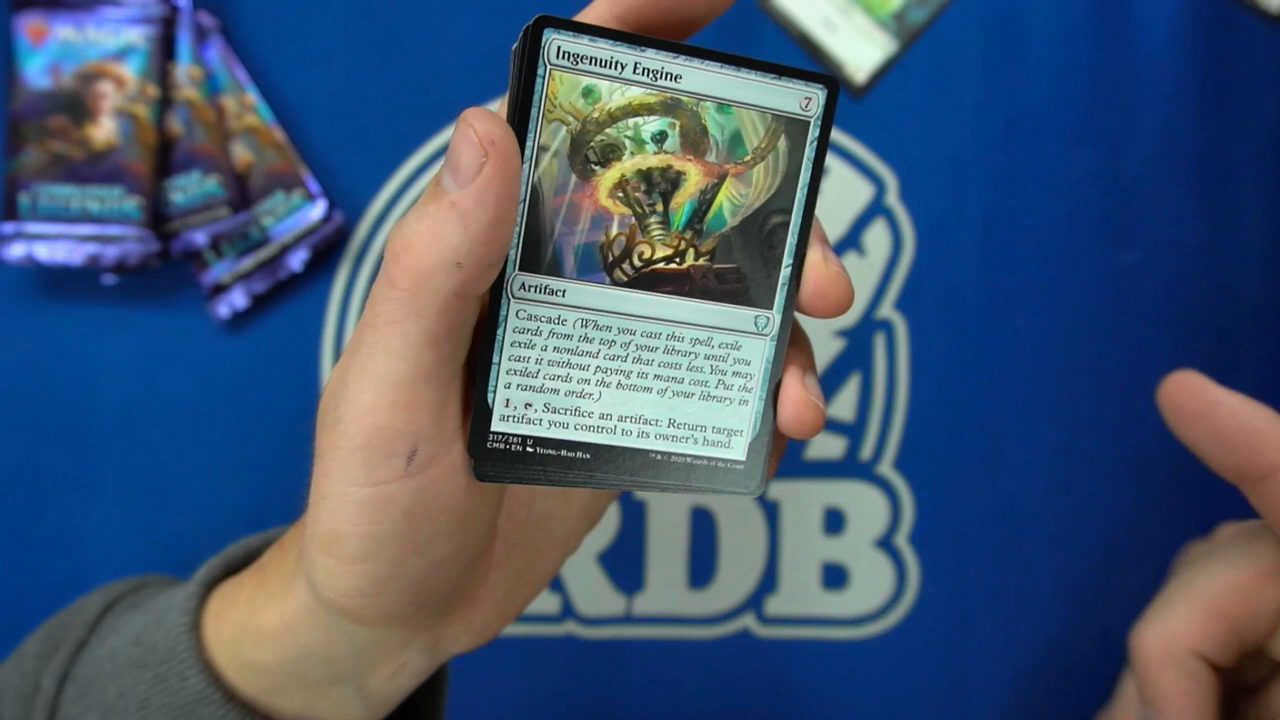 MAGIC
LEGENDS
Ingenuity Engine
7
Artifact
Cascade (When you cast this spell, exile
cards from the top of your library until you
exile a nonland card that costs less. You may
cast it without paying its mana cost. Put the
exiled cards on the bottom of your library in
a random order.)
1, , Sacrifice an artifact: Return target
artifact you control to its owner's hand.
317/361 U
CMR • EN Yeong-Hao Han
™ & © 2020 Wizards of the Coast
RDB